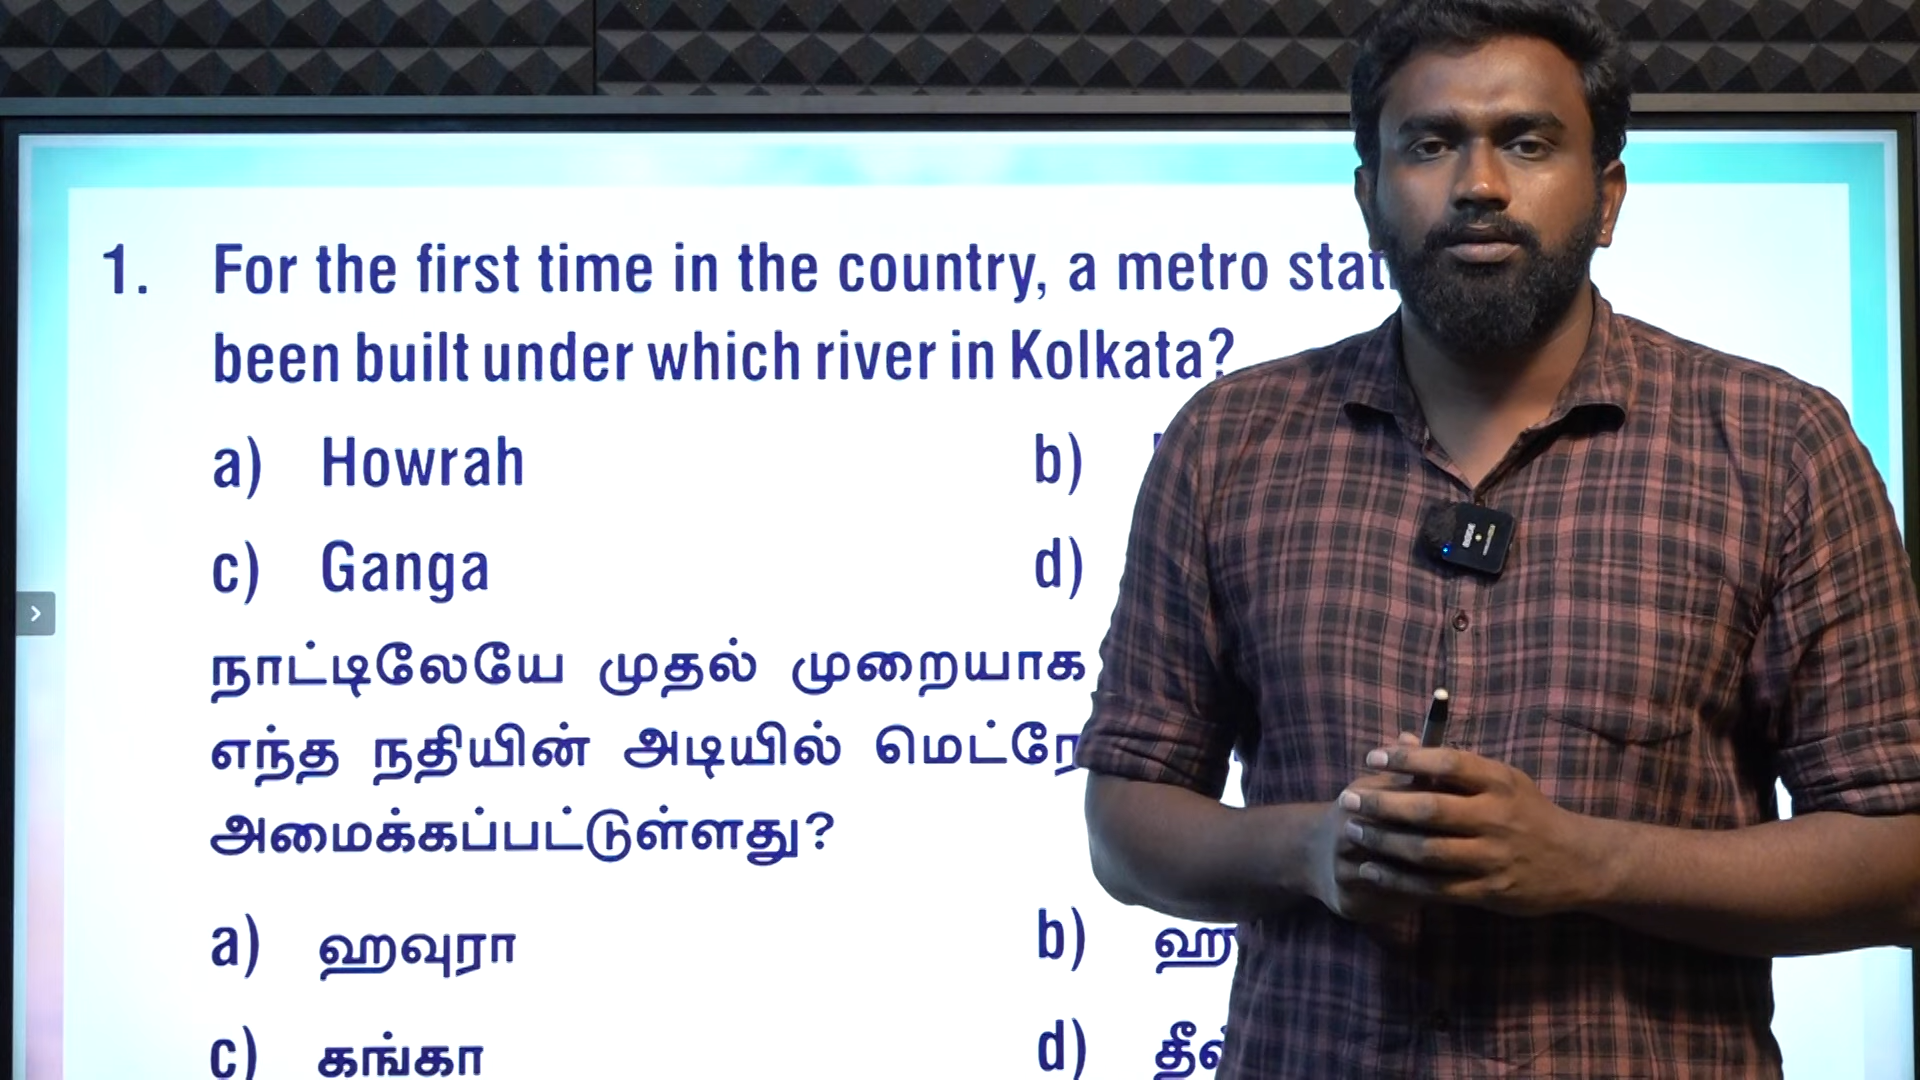 1. For the first time in the country, a metro
been built under which river in Kolkata?
a) Howrah b)
c) Ganga d)
நாட்டிலேயே முதல் முறையாக
எந்த நதியின் அடியில்
அமைக்கப்பட்டுள்ளது?
a) ஹவுரா b)
c) கங்கா d)